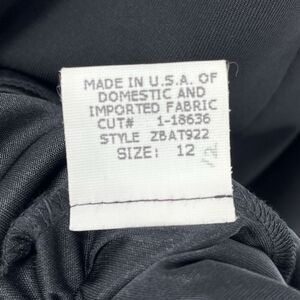 MADE IN U.S.A. OF
DOMESTIC AND
IMPORTED FABRIC
CUT# 1-18636
STYLE ZBAT922
SIZE: 12